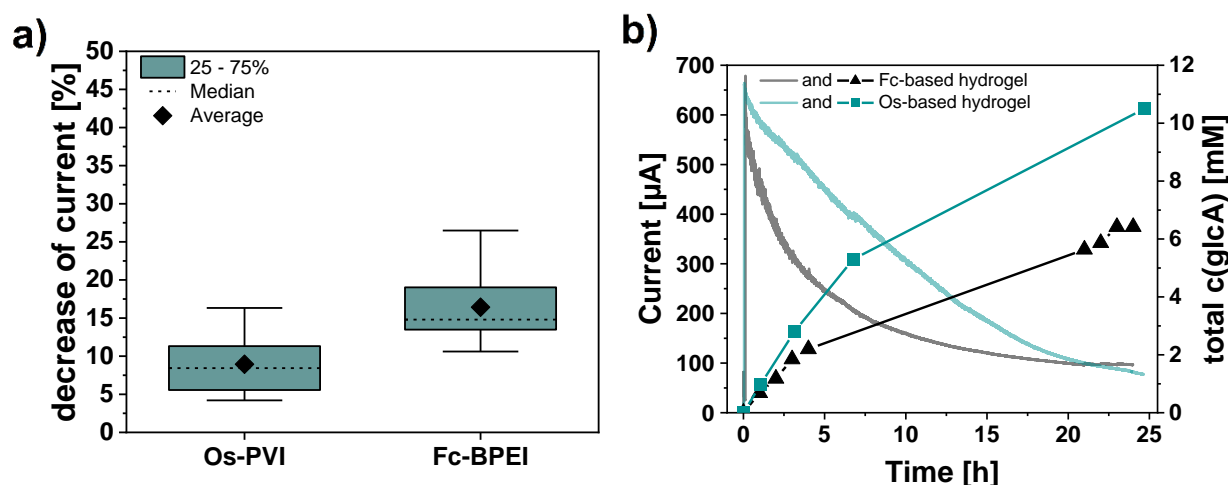 a)
decrease of current [%]
50
45
40
35
30
25
20
15
10
5
0
25 - 75%
Median
Average
Os-PVI
Fc-BPEI
b)
Current [µA]
700
600
500
400
300
200
100
0
and Fc-based hydrogel
and Os-based hydrogel
12
10
8
6
4
2
0
total c(glcA) [mM]
0 5 10 15 20 25
Time [h]